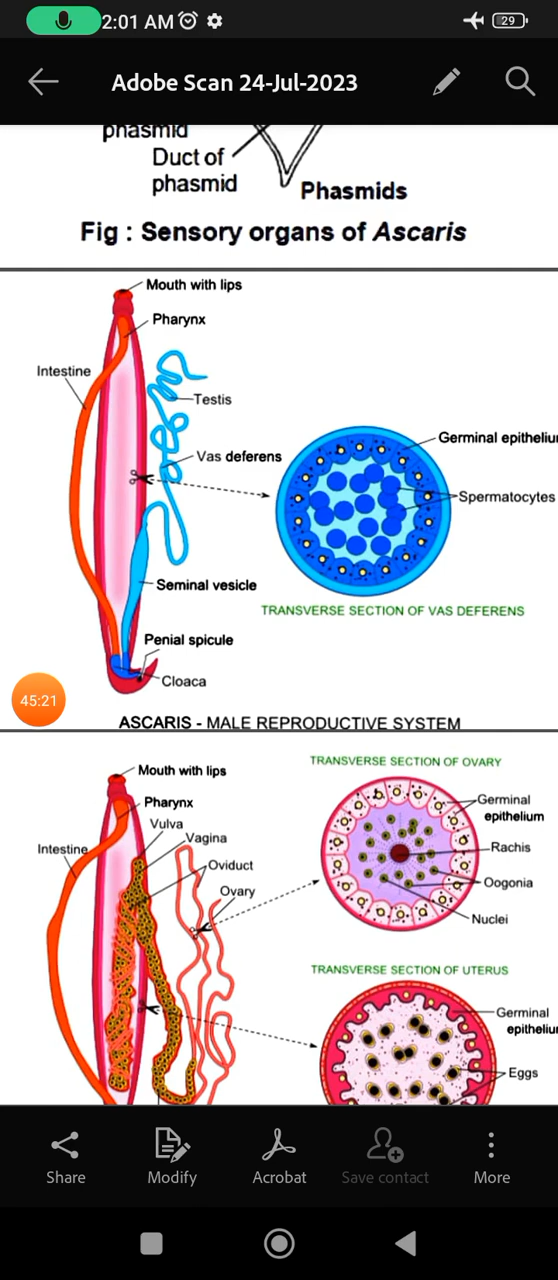 2:01 AM
29
Adobe Scan 24-Jul-2023
phasmid
Duct of
phasmid
Phasmids
Fig : Sensory organs of Ascaris
Mouth with lips
Pharynx
Intestine
Testis
Vas deferens
Germinal epitheliu
Spermatocytes
Seminal vesicle
TRANSVERSE SECTION OF VAS DEFERENS
Penial spicule
Cloaca
45:21
ASCARIS - MALE REPRODUCTIVE SYSTEM
TRANSVERSE SECTION OF OVARY
Mouth with lips
Pharynx
Vulva
Vagina
Intestine
Oviduct
Ovary
Germinal
epithelium
Rachis
Oogonia
Nuclei
TRANSVERSE SECTION OF UTERUS
Germinal
epitheliu
Eggs
Share
Modify
Acrobat
Save contact
More